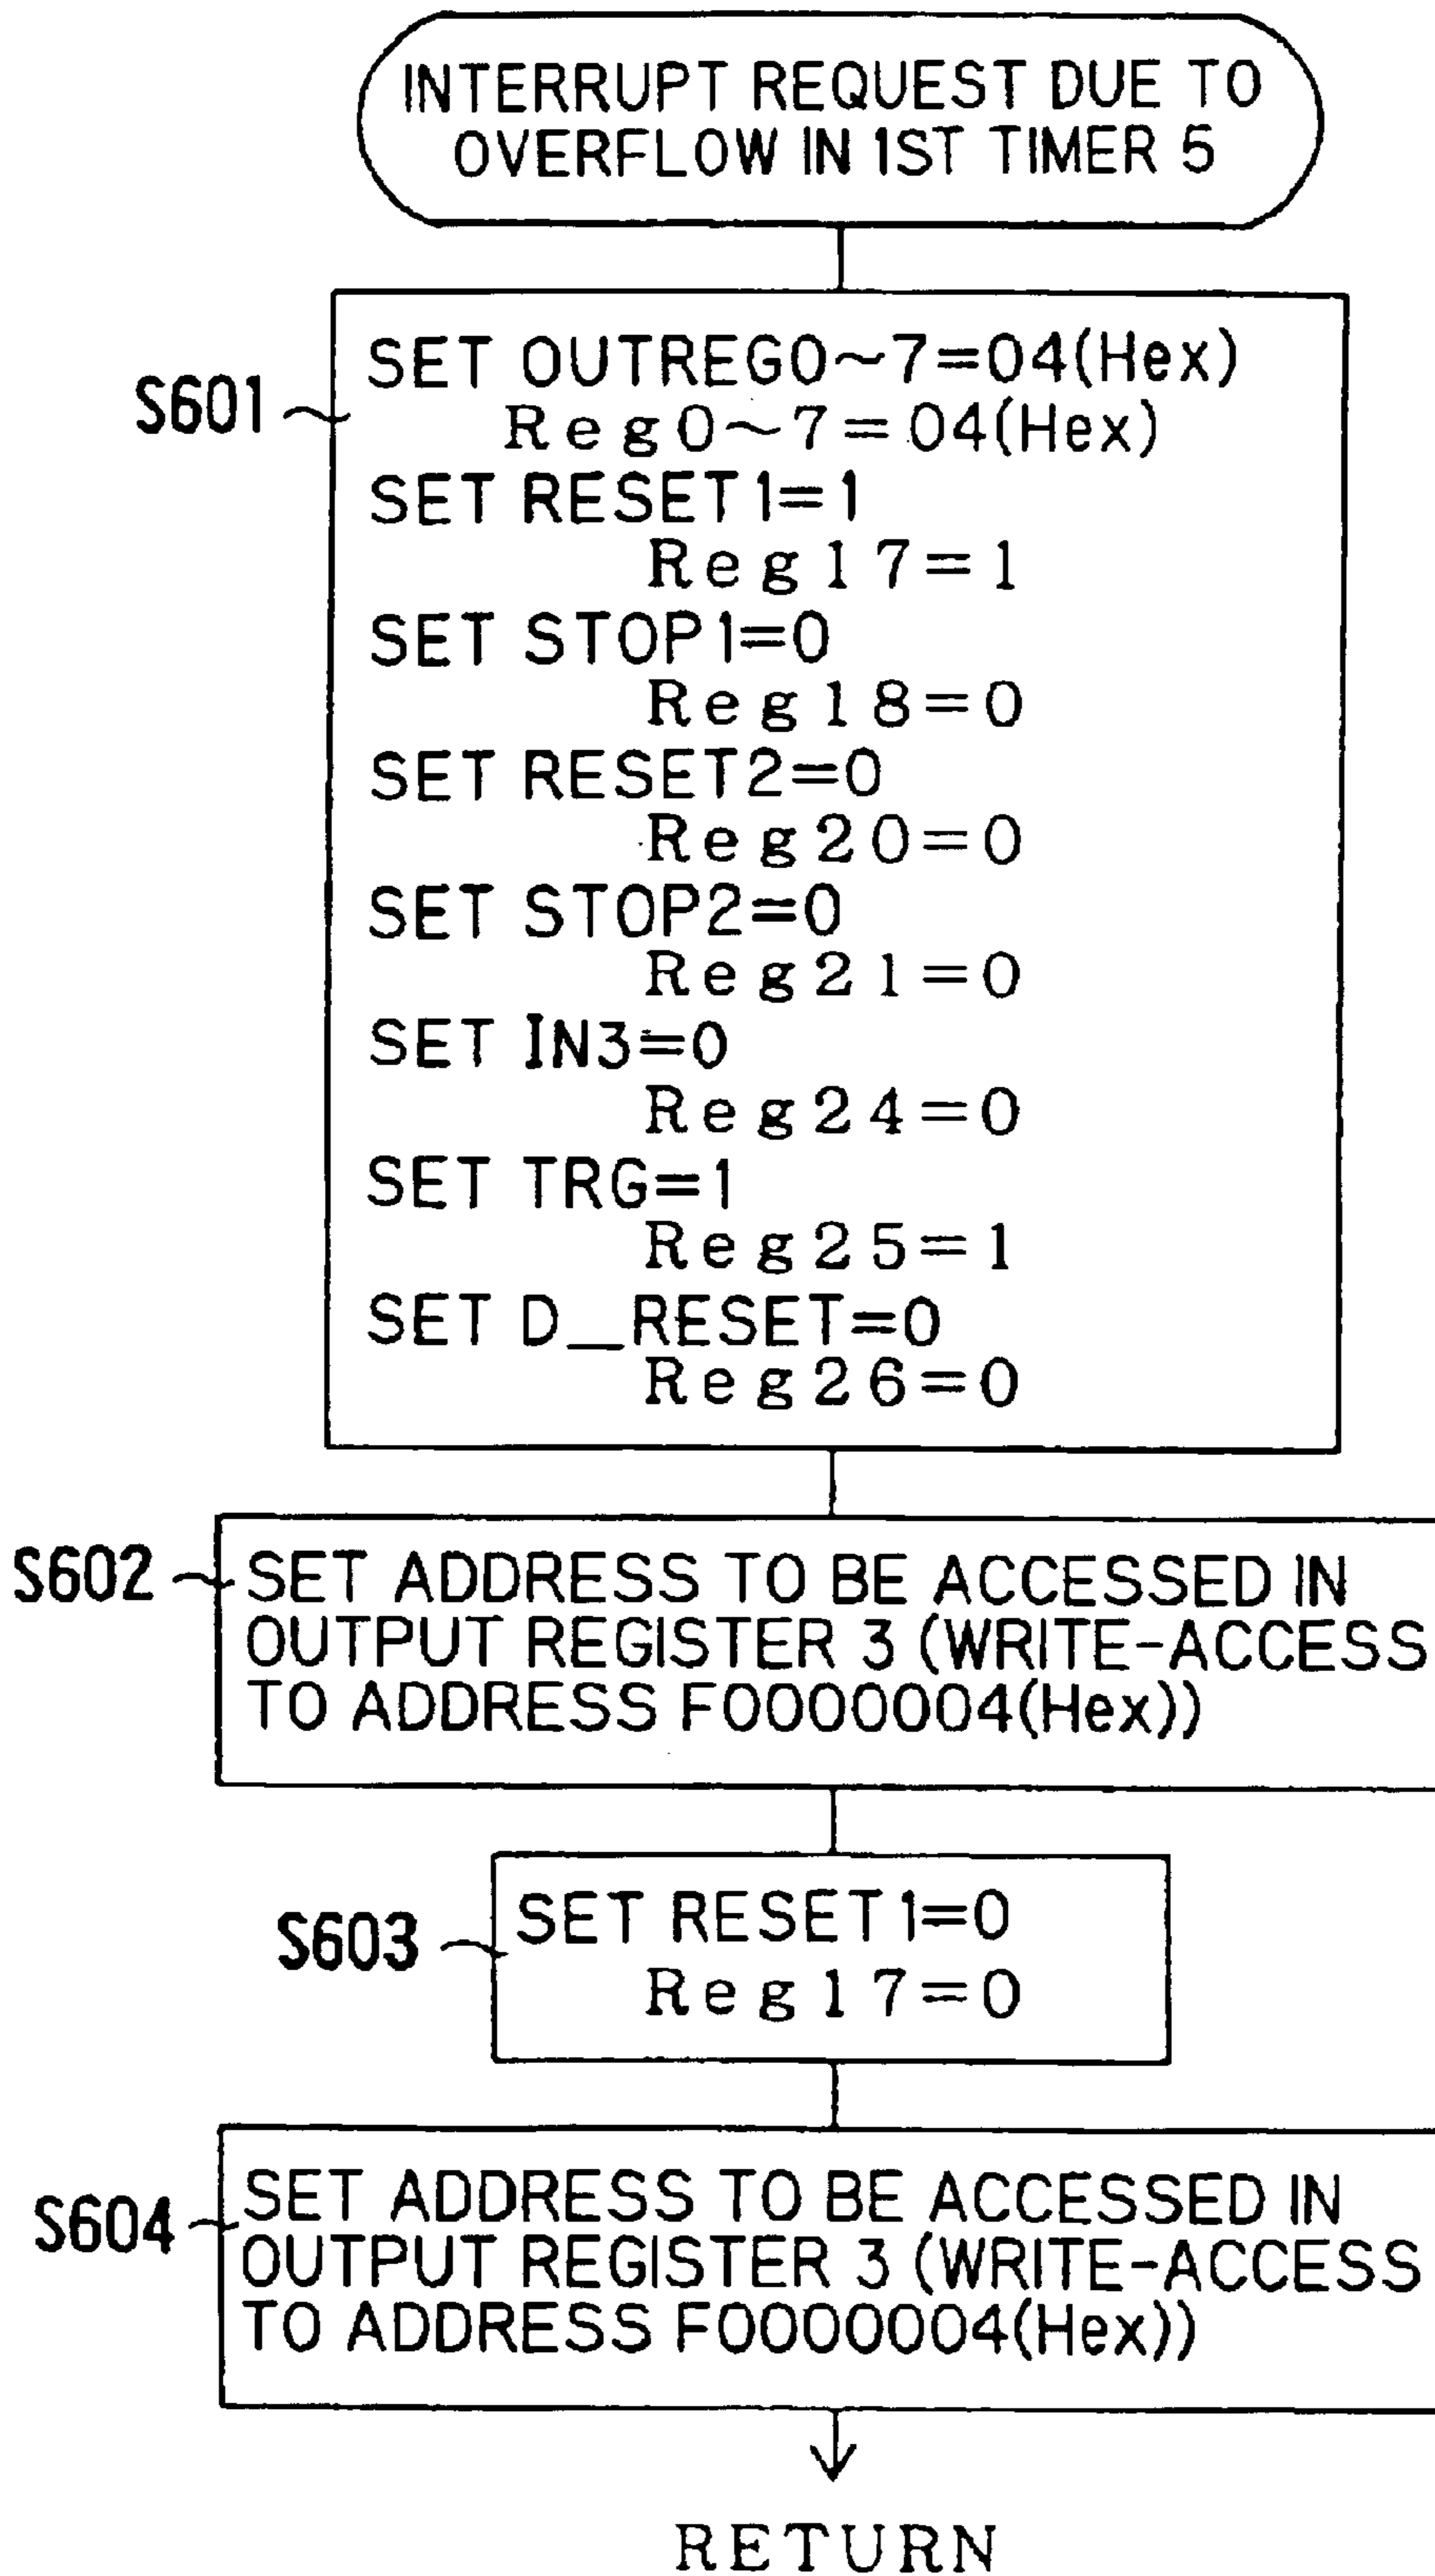 INTERRUPT REQUEST DUE TO
OVERFLOW IN 1ST TIMER 5
S601
SET OUTREG0~7=04(Hex)
Reg0~7=04(Hex)
SET RESET1=1
Reg17=1
SET STOP1=0
Reg18=0
SET RESET2=0
Reg20=0
SET STOP2=0
Reg21=0
SET IN3=0
Reg24=0
SET TRG=1
Reg25=1
SET D_RESET=0
Reg26=0
S602
SET ADDRESS TO BE ACCESSED IN
OUTPUT REGISTER 3 (WRITE-ACCESS
TO ADDRESS F0000004(Hex))
S603
SET RESET1=0
Reg17=0
S604
SET ADDRESS TO BE ACCESSED IN
OUTPUT REGISTER 3 (WRITE-ACCESS
TO ADDRESS F0000004(Hex))
RETURN